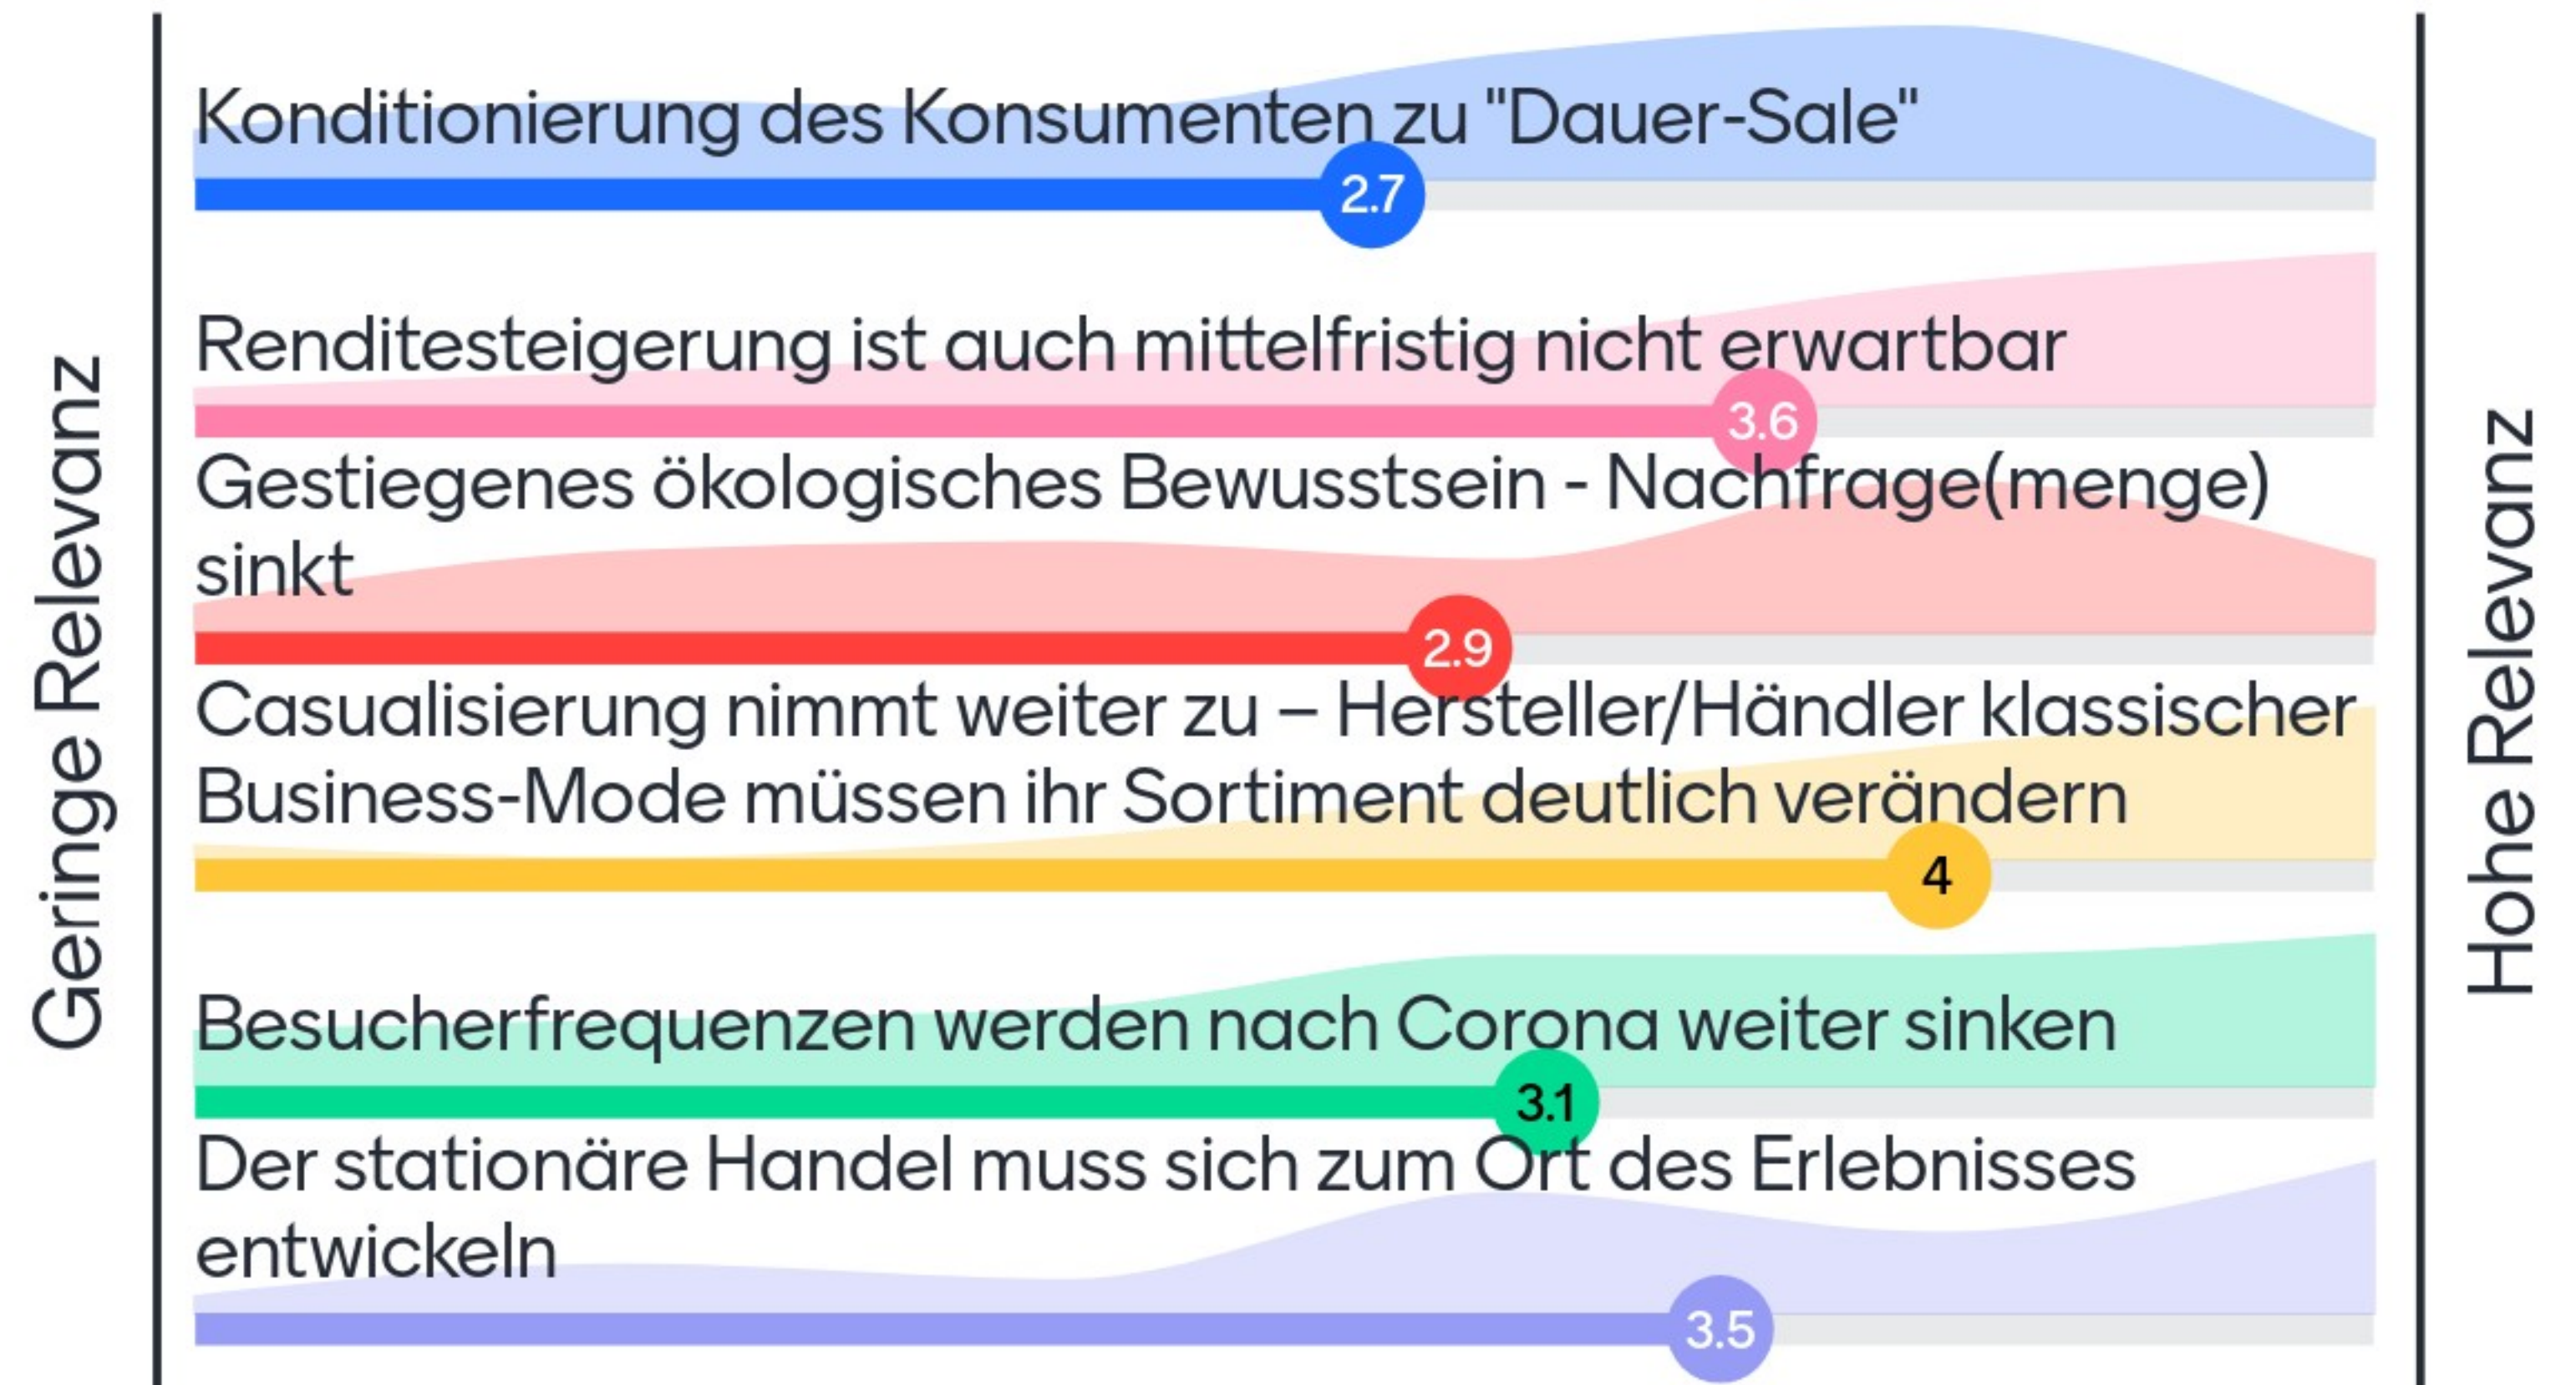 Konditionierung des Konsumenten zu "Dauer-Sale"
2.7
Renditesteigerung ist auch mittelfristig nicht erwartbar
3.6
Gestiegenes ökologisches Bewusstsein - Nachfrage(menge)
sinkt
2.9
Casualisierung nimmt weiter zu – Hersteller/Händler klassischer
Business-Mode müssen ihr Sortiment deutlich verändern
4
Besucherfrequenzen werden nach Corona weiter sinken
3.1
Der stationäre Handel muss sich zum Ort des Erlebnisses
entwickeln
3.5
Geringe Relevanz
Hohe Relevanz